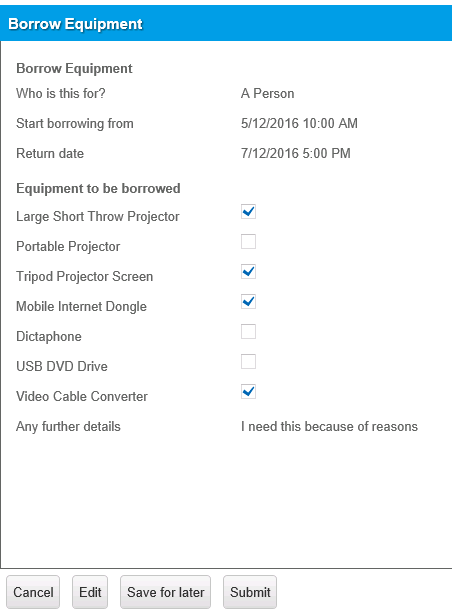 Borrow Equipment
Borrow Equipment
Who is this for? A Person
Start borrowing from 5/12/2016 10:00 AM
Return date 7/12/2016 5:00 PM
Equipment to be borrowed
Large Short Throw Projector
Portable Projector
Tripod Projector Screen
Mobile Internet Dongle
Dictaphone
USB DVD Drive
Video Cable Converter
Any further details I need this because of reasons
Cancel Edit Save for later Submit